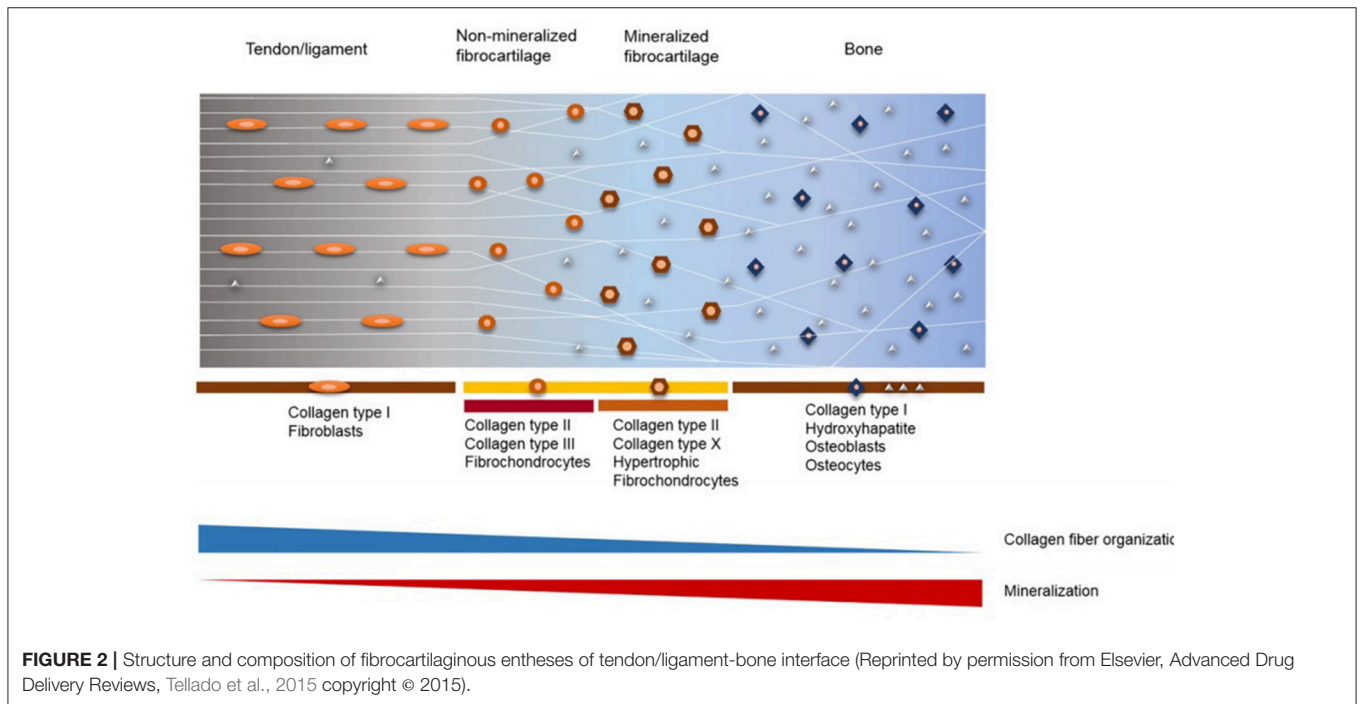 Tendon/ligament
Non-mineralized
fibrocartilage
Mineralized
fibrocartilage
Bone
Collagen type I
Fibroblasts
Collagen type II
Collagen type III
Fibrochondrocytes
Collagen type II
Collagen type X
Hypertrophic
Fibrochondrocytes
Collagen type I
Hydroxyhapatite
Osteoblasts
Osteocytes
Collagen fiber organizatic
Mineralization
FIGURE 2 | Structure and composition of fibrocartilaginous entheses of tendon/ligament-bone interface (Reprinted by permission from Elsevier, Advanced Drug
Delivery Reviews, Tellado et al., 2015 copyright © 2015).